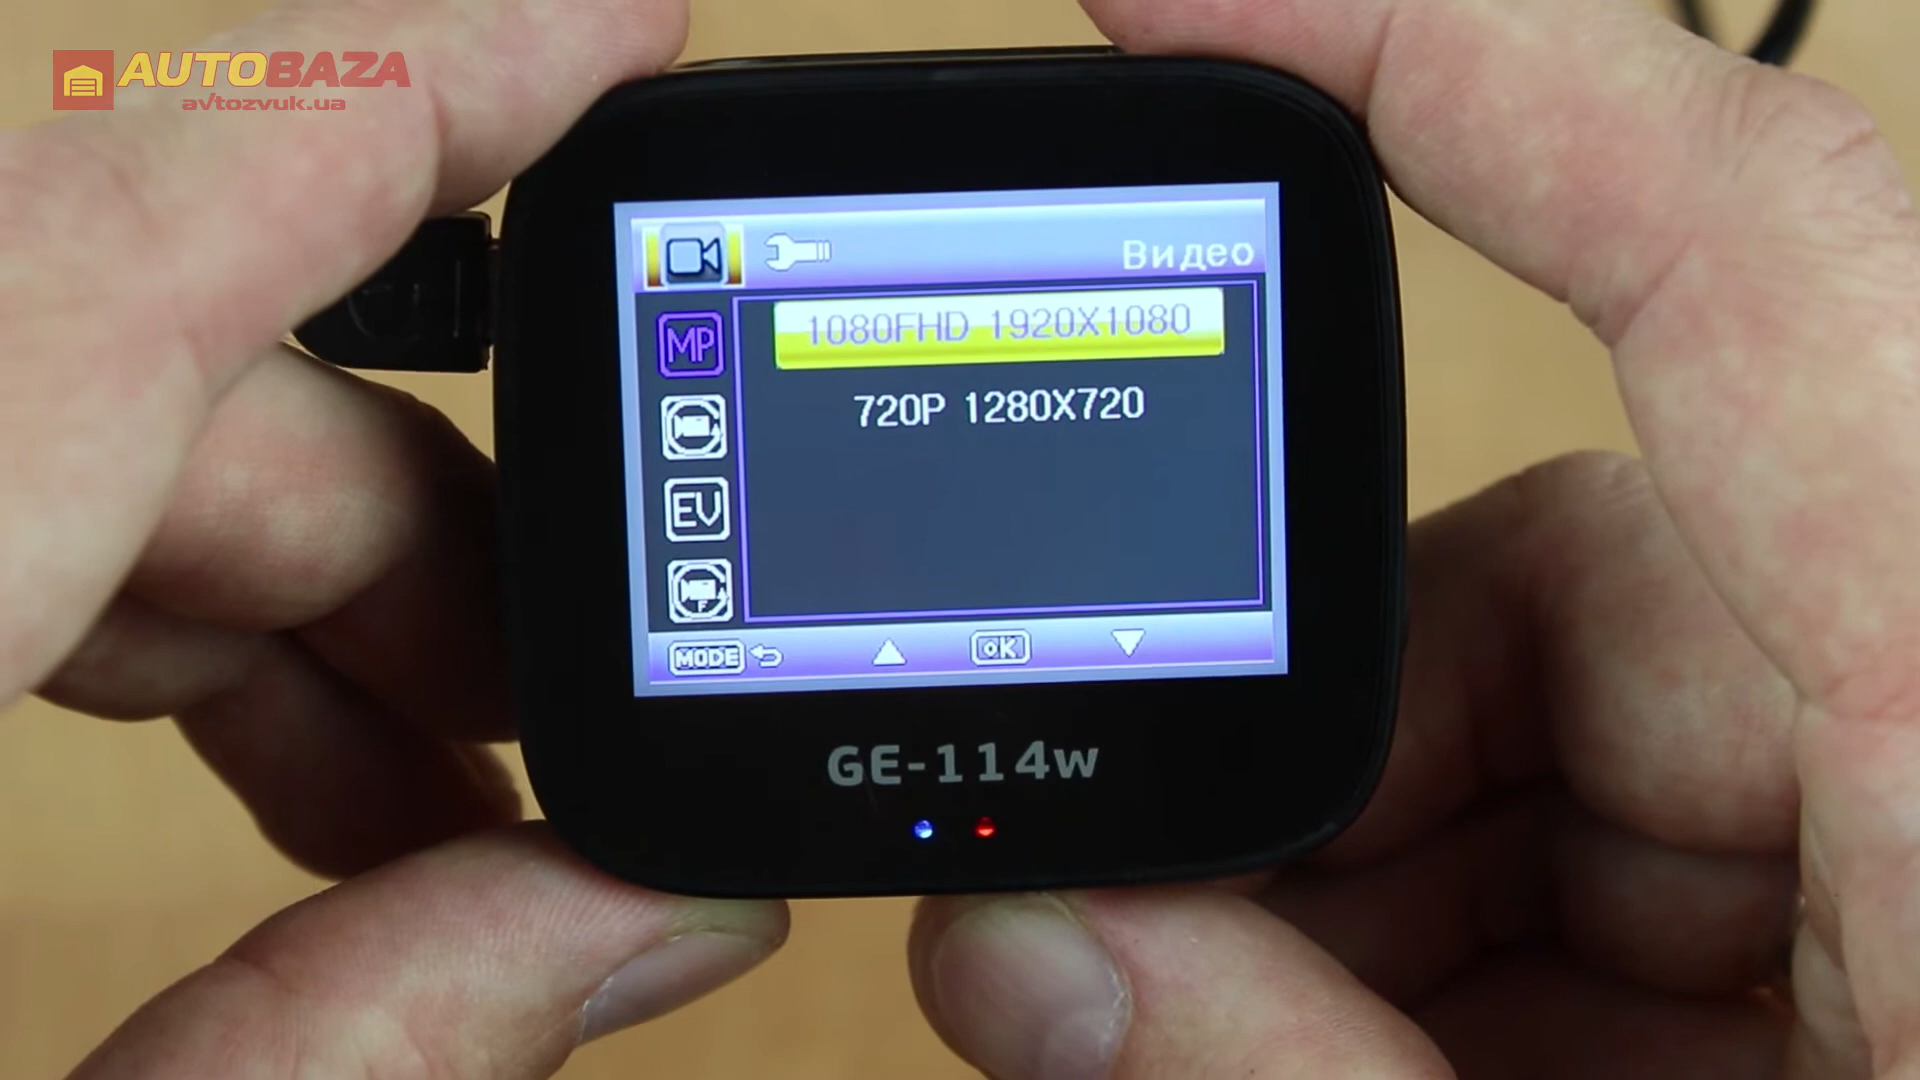 AUTOBAZA
avtozvuk.ua
Видео
MP
1080FHD 1920X1080
720P 1280X720
EV
F
MODE
OK
GE-114w